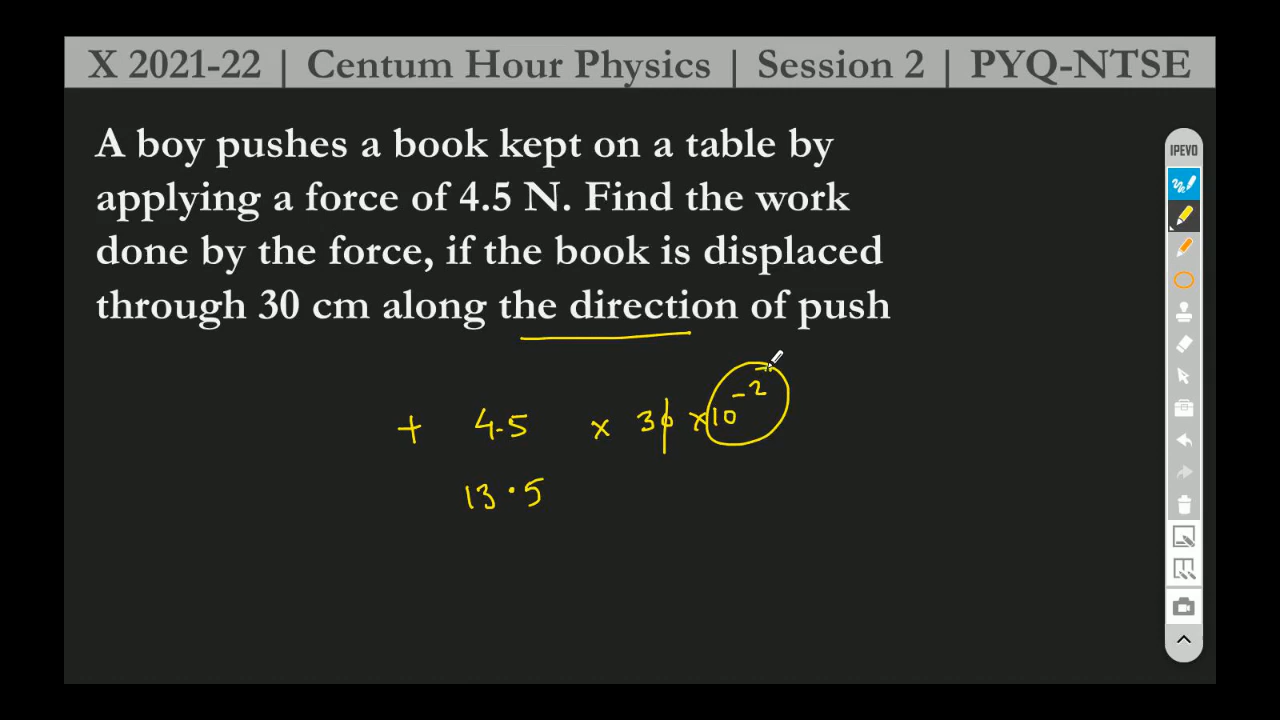 X 2021-22 | Centum Hour Physics | Session 2 | PYQ-NTSE
A boy pushes a book kept on a table by
applying a force of 4.5 N. Find the work
done by the force, if the book is displaced
through 30 cm along the direction of push
+ 4.5 x 30 x10⁻²
13.5
IPEVO